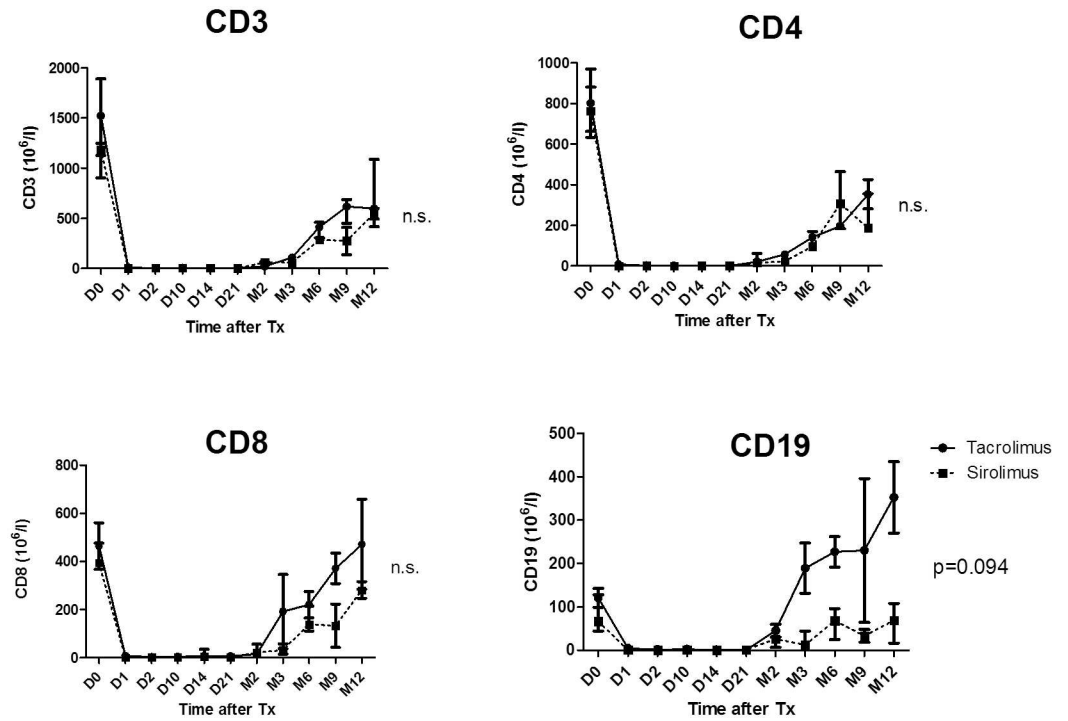 CD3
CD3 (10⁶/l)
2000
1500
1000
500
0
D0 D1 D2 D10 D14 D21 M2 M3 M6 M9 M12
Time after Tx
n.s.
CD4
CD4 (10⁶/l)
1000
800
600
400
200
0
D0 D1 D2 D10 D14 D21 M2 M3 M6 M9 M12
Time after Tx
n.s.
CD8
CD8 (10⁶/l)
800
600
400
200
0
D0 D1 D2 D10 D14 D21 M2 M3 M6 M9 M12
Time after Tx
n.s.
CD19
CD19 (10⁶/l)
500
400
300
200
100
0
D0 D1 D2 D10 D14 D21 M2 M3 M6 M9 M12
Time after Tx
Tacrolimus
Sirolimus
p=0.094